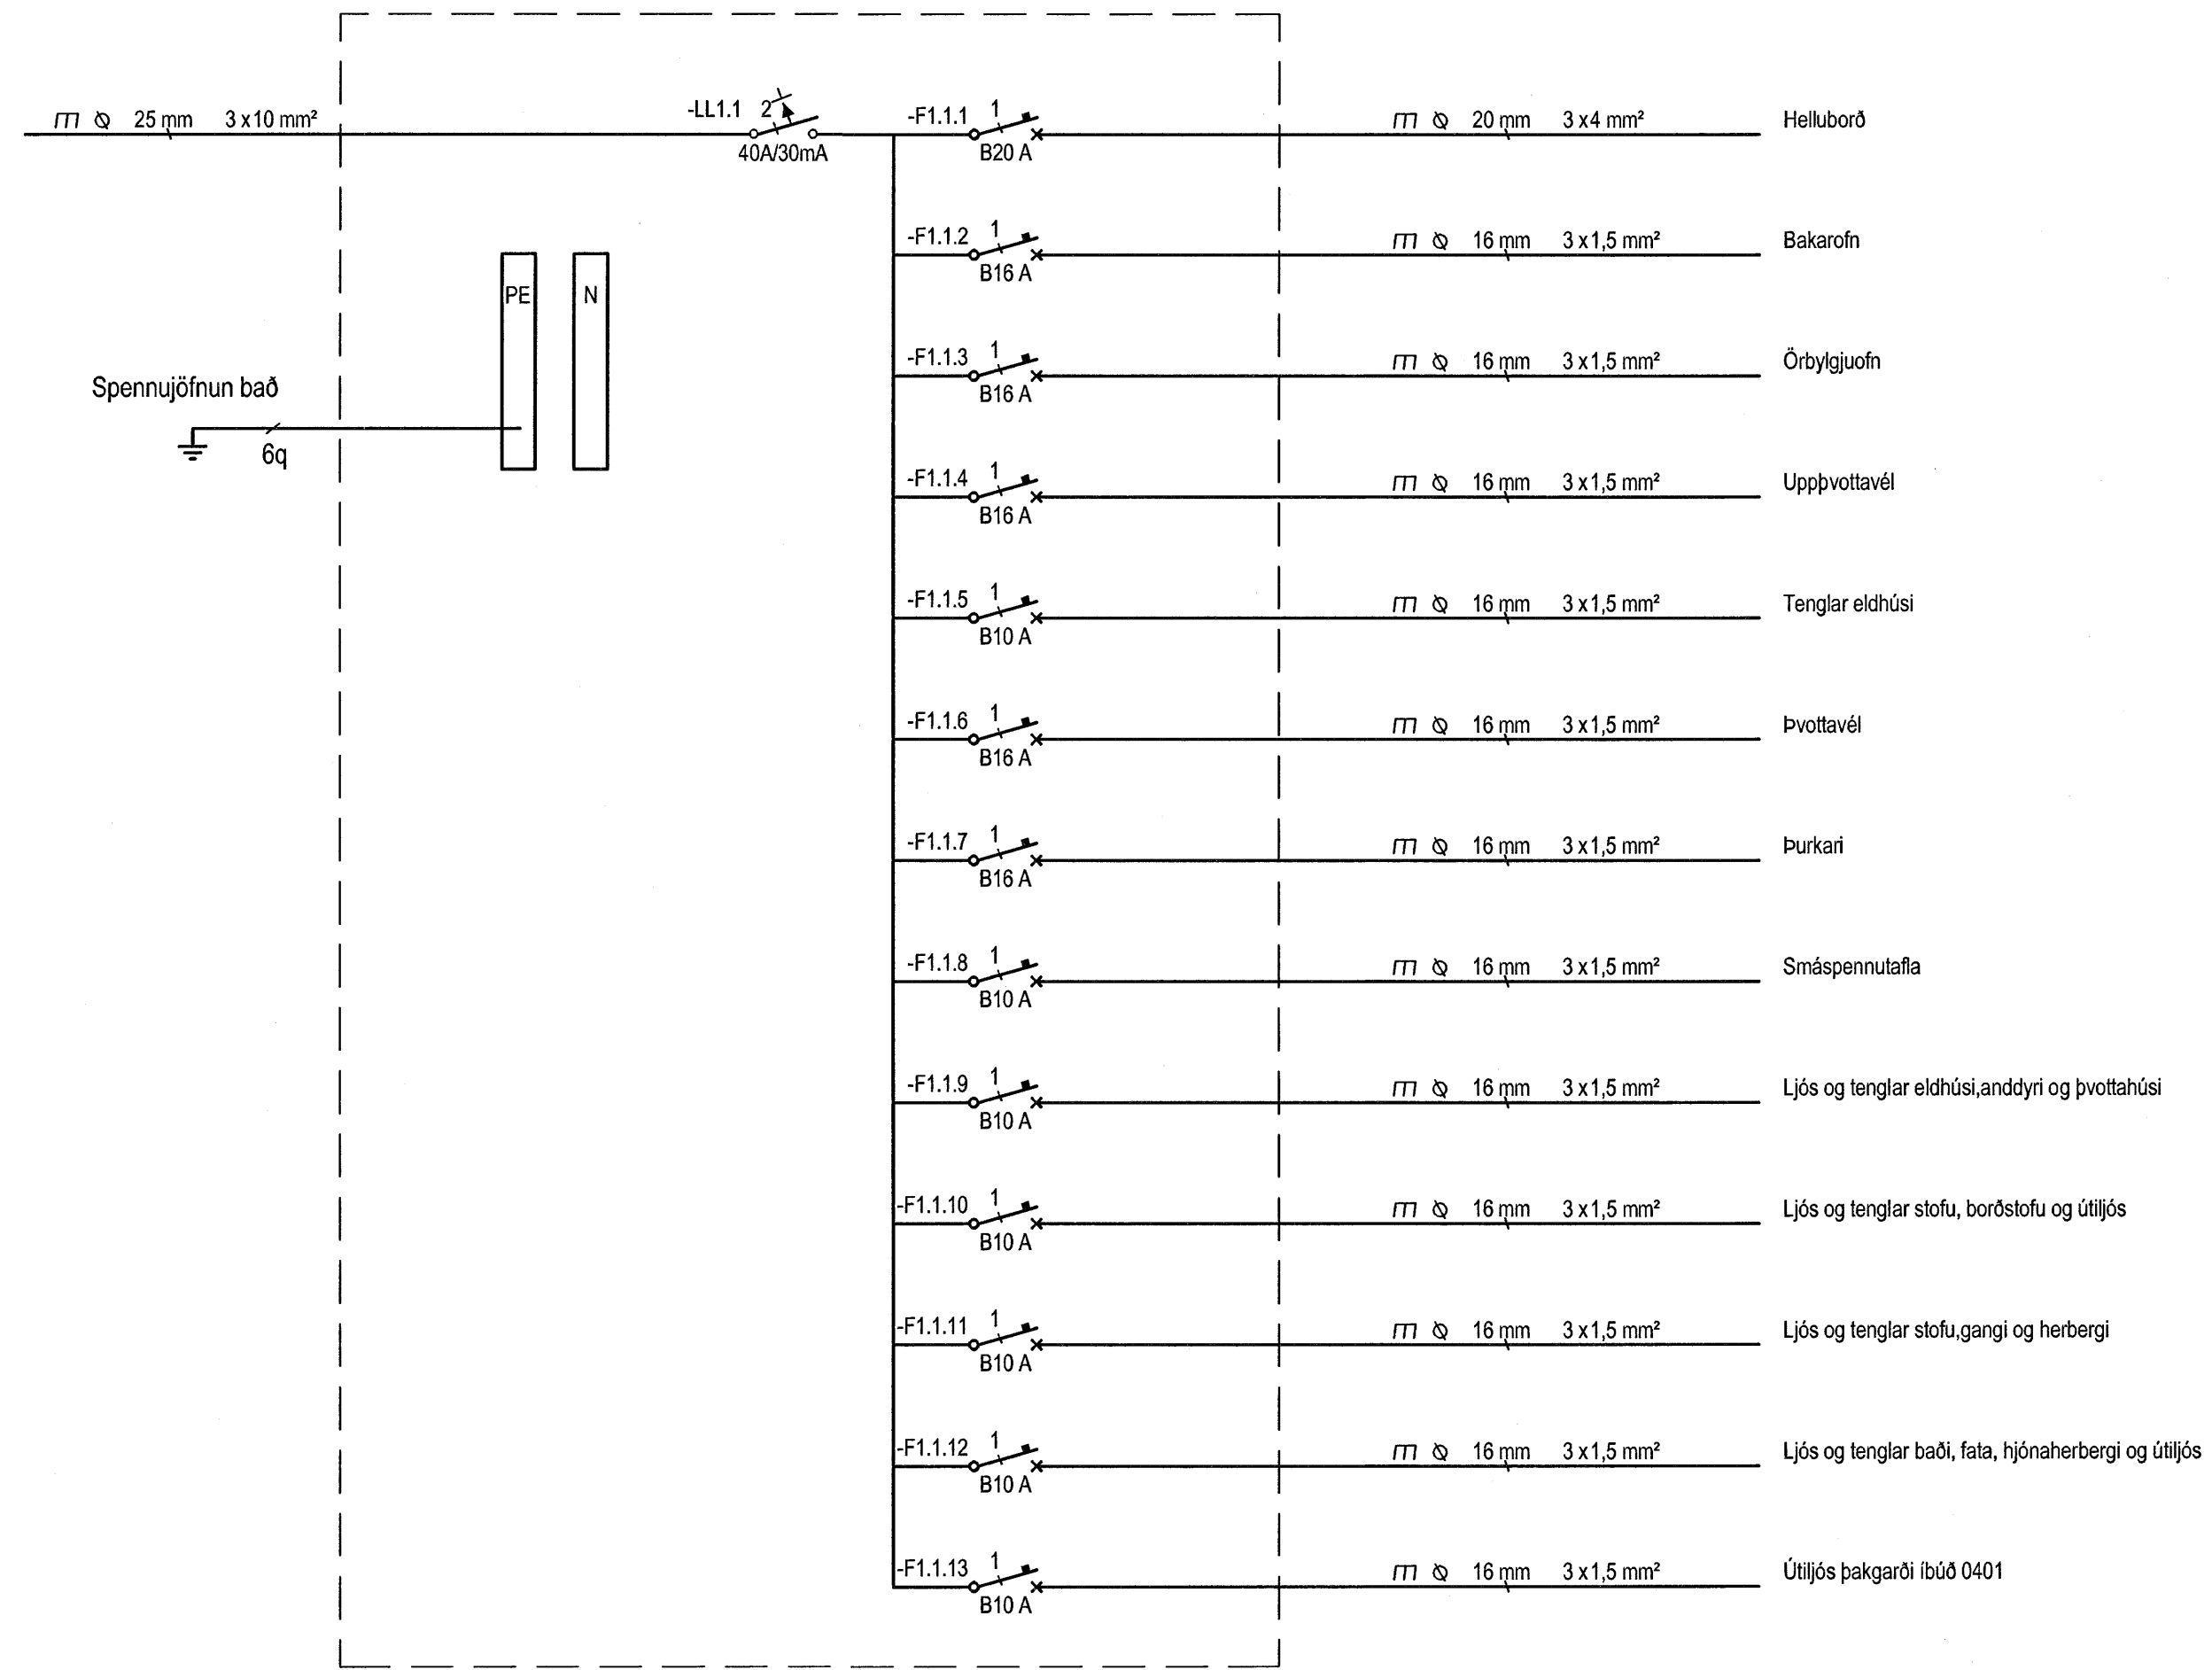 25 mm 3 x 10 mm²
-LL1.1 2
40A/30mA
-F1.1.1 1
B20 A
20 mm 3 x 4 mm²
Helluborð
-F1.1.2 1
B16 A
16 mm 3 x 1,5 mm²
Bakarofn
PE N
-F1.1.3 1
B16 A
16 mm 3 x 1,5 mm²
Örbylgjuofn
Spennujöfnun bað
6q
-F1.1.4 1
B16 A
16 mm 3 x 1,5 mm²
Uppþvottavél
-F1.1.5 1
B10 A
16 mm 3 x 1,5 mm²
Tenglar eldhúsi
-F1.1.6 1
B16 A
16 mm 3 x 1,5 mm²
Þvottavél
-F1.1.7 1
B16 A
16 mm 3 x 1,5 mm²
Þurkari
-F1.1.8 1
B10 A
16 mm 3 x 1,5 mm²
Smáspennutafla
-F1.1.9 1
B10 A
16 mm 3 x 1,5 mm²
Ljós og tenglar eldhúsi,anddyri og þvottahúsi
-F1.1.10 1
B10 A
16 mm 3 x 1,5 mm²
Ljós og tenglar stofu, borðstofu og útiljós
-F1.1.11 1
B10 A
16 mm 3 x 1,5 mm²
Ljós og tenglar stofu,gangi og herbergi
-F1.1.12 1
B10 A
16 mm 3 x 1,5 mm²
Ljós og tenglar baði, fata, hjónaherbergi og útiljós
-F1.1.13 1
B10 A
16 mm 3 x 1,5 mm²
Útiljós þakgarði íbúð 0401